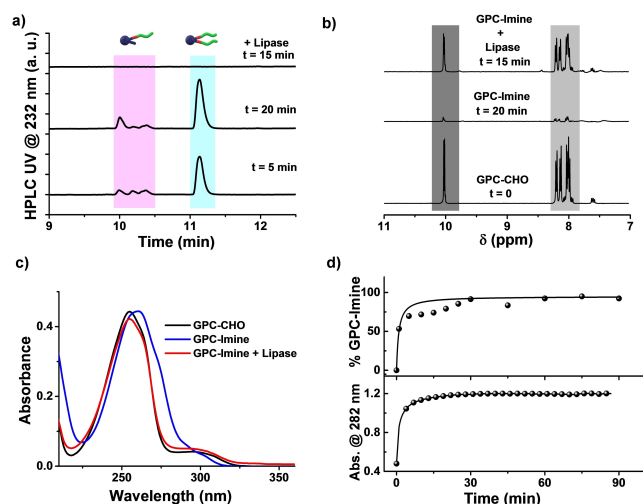 a)
+ Lipase
t = 15 min
t = 20 min
t = 5 min
HPLC UV @ 232 nm (a. u.)
9 10 11 12
Time (min)
b)
GPC-Imine
+
Lipase
t = 15 min
GPC-Imine
t = 20 min
GPC-CHO
t = 0
11 10 9 8 7
δ (ppm)
c)
GPC-CHO
GPC-Imine
GPC-Imine + Lipase
Absorbance
0.4
0.2
0.0
250 300 350
Wavelength (nm)
d)
% GPC-Imine
100
50
0
Abs. @ 282 nm
1.2
0.8
0.4
0 30 60 90
Time (min)